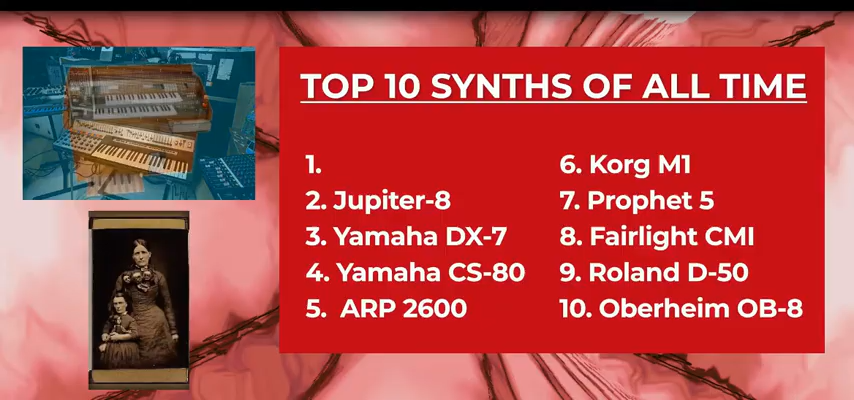 TOP 10 SYNTHS OF ALL TIME
1.
2. Jupiter-8
3. Yamaha DX-7
4. Yamaha CS-80
5. ARP 2600
6. Korg M1
7. Prophet 5
8. Fairlight CMI
9. Roland D-50
10. Oberheim OB-8